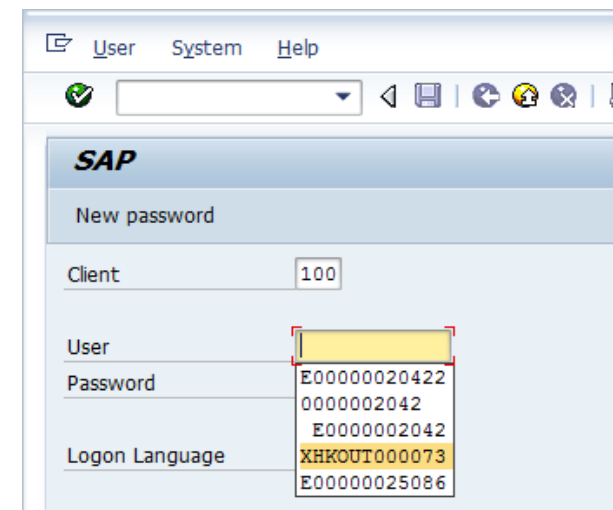 User System Help
SAP
New password
Client 100
User
Password
Logon Language
E00000020422
0000002042
E0000002042
XHKOUT000073
E00000025086